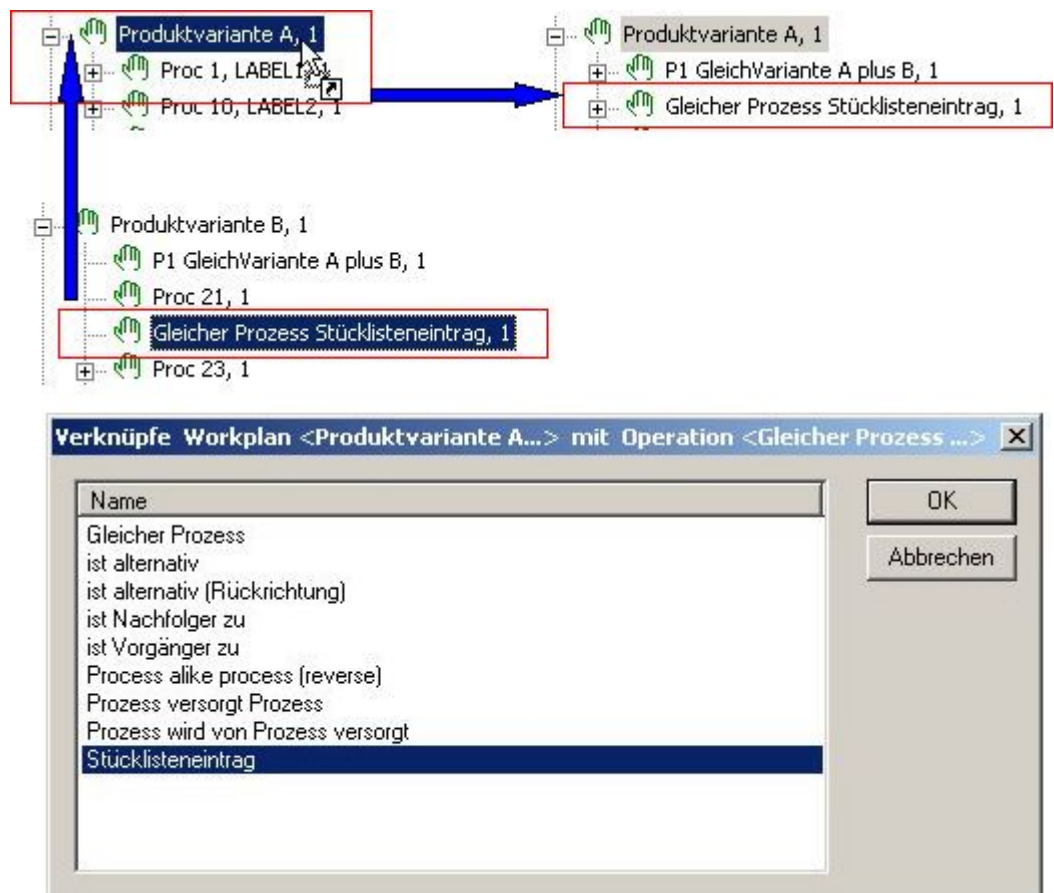 Produktvariante A, 1
Proc 1, LABEL1, 1
Proc 10, LABEL2, 1
Produktvariante A, 1
P1 GleichVariante A plus B, 1
Gleicher Prozess Stücklisteneintrag, 1
Produktvariante B, 1
P1 GleichVariante A plus B, 1
Proc 21, 1
Gleicher Prozess Stücklisteneintrag, 1
Proc 23, 1
Verknüpfe Workplan <Produktvariante A...> mit Operation <Gleicher Prozess ...>
Name
Gleicher Prozess
ist alternativ
ist alternativ (Rückrichtung)
ist Nachfolger zu
ist Vorgänger zu
Process alike process (reverse)
Prozess versorgt Prozess
Prozess wird von Prozess versorgt
Stücklisteneintrag
OK
Abbrechen